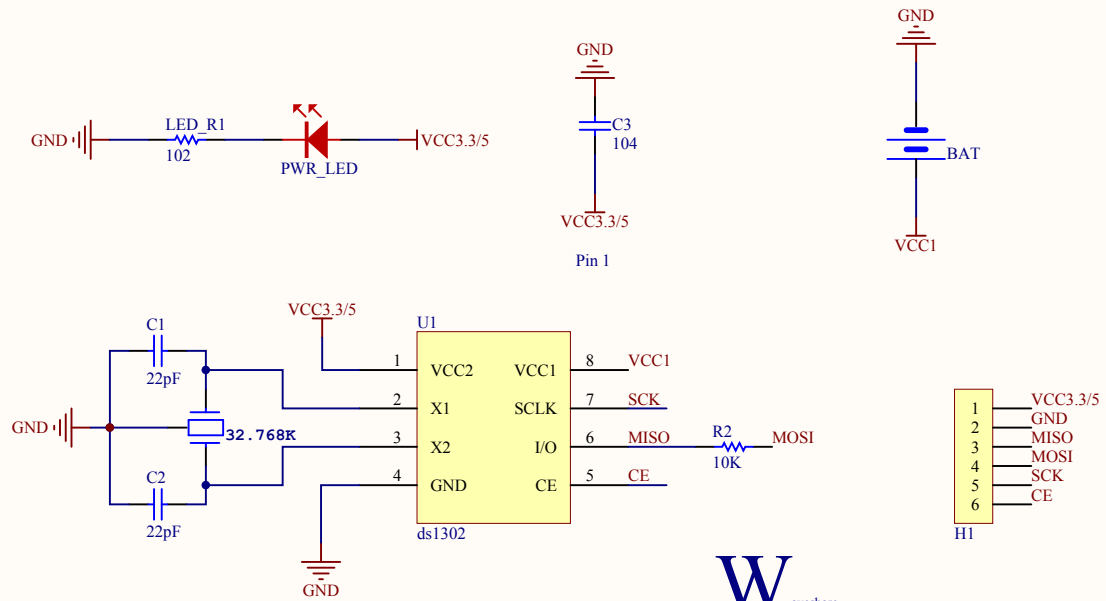 GND
LED_R1
102
PWR_LED
VCC3.3/5
GND
C3
104
VCC3.3/5
Pin 1
GND
BAT
VCC1
VCC3.3/5
C1
22pF
GND
32.768K
C2
22pF
U1
1 VCC2 VCC1 8 VCC1
2 X1 SCLK 7 SCK
3 X2 I/O 6 MISO R2 MOSI
10K
4 GND CE 5 CE
ds1302
GND
1 VCC3.3/5
2 GND
3 MISO
4 MOSI
5 SCK
6 CE
H1
W